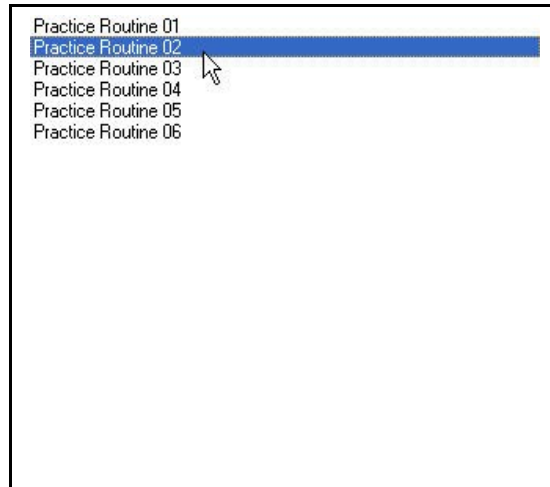 Practice Routine 01
Practice Routine 02
Practice Routine 03
Practice Routine 04
Practice Routine 05
Practice Routine 06